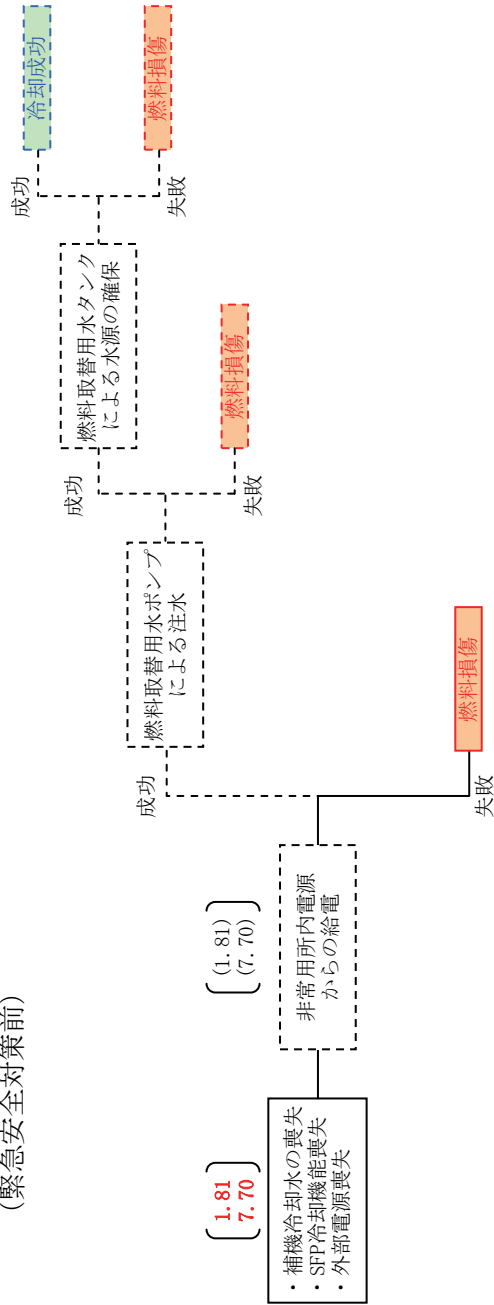 (緊急安全対策前)
1.81
7.70
・補機冷却水の喪失
・SFP冷却機能喪失
・外部電源喪失
(1.81)
(7.70)
非常用所内電源
からの給電
成功
失敗
燃料損傷
燃料取替用水ポンプ
による注水
成功
失敗
燃料損傷
燃料取替用水タンク
による水源の確保
成功
失敗
冷却成功
燃料損傷